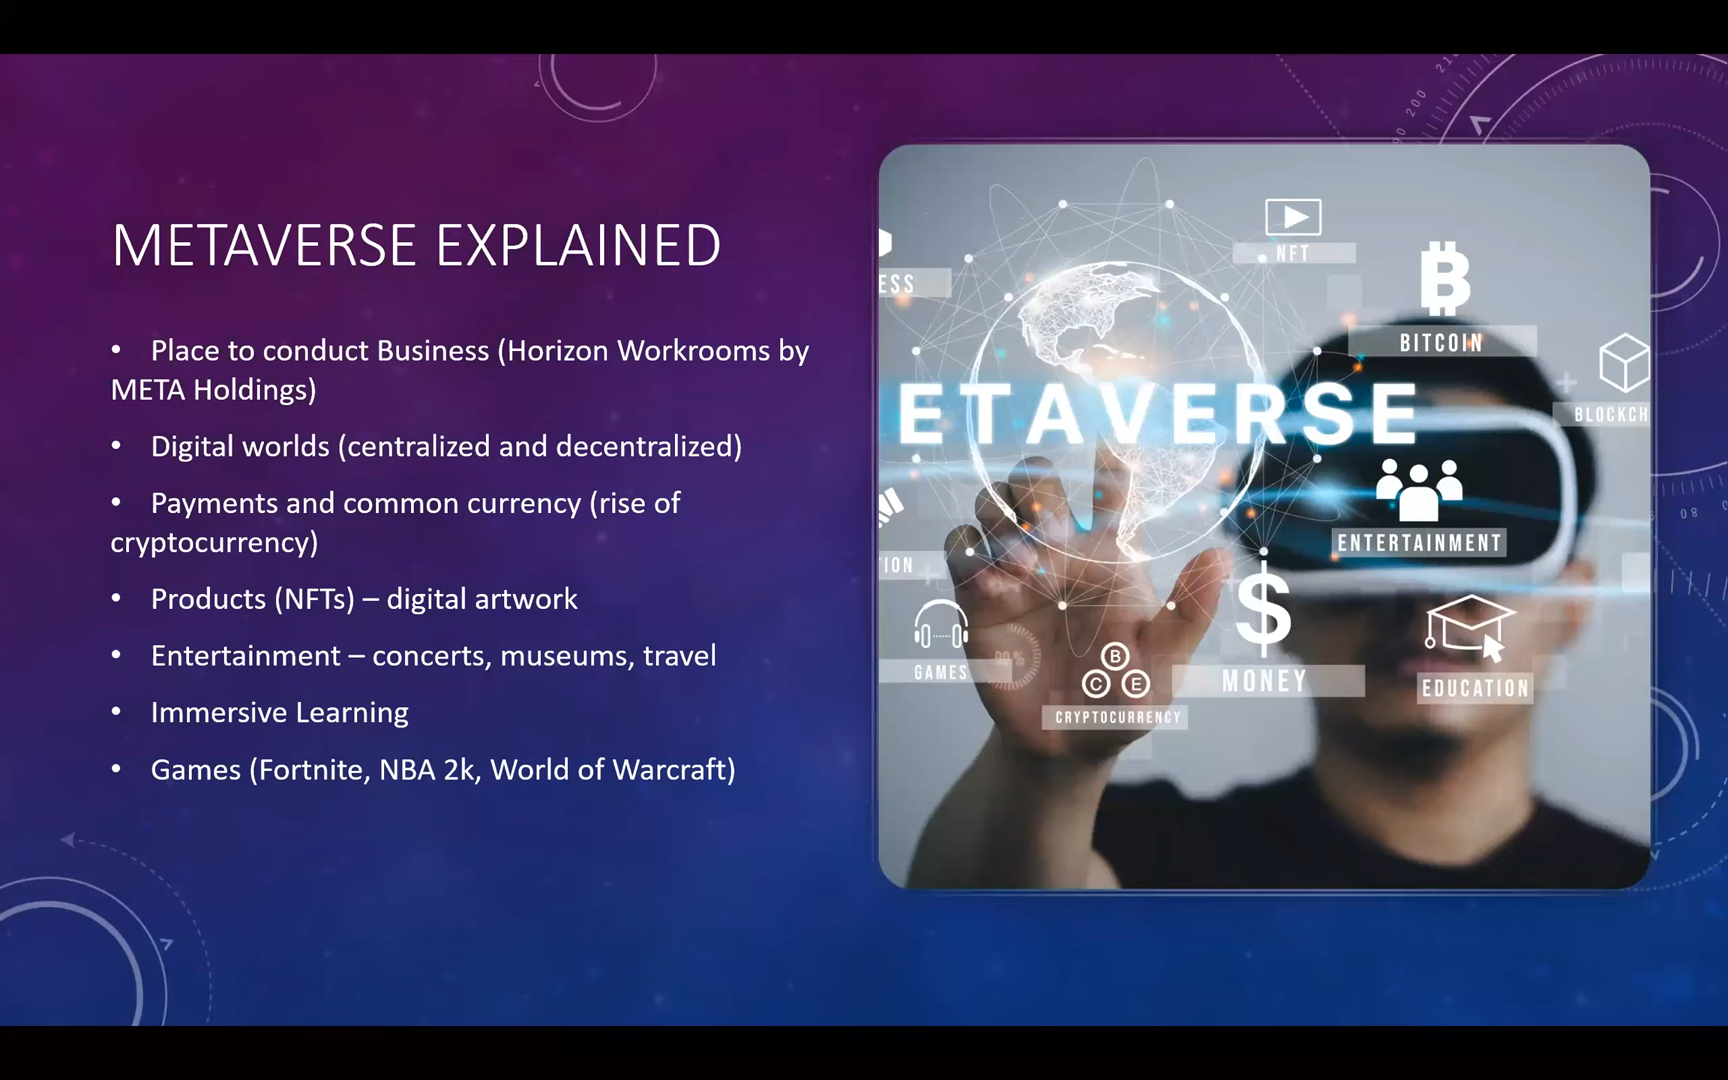 METAVERSE EXPLAINED
• Place to conduct Business (Horizon Workrooms by
META Holdings)
• Digital worlds (centralized and decentralized)
• Payments and common currency (rise of
cryptocurrency)
• Products (NFTs) – digital artwork
• Entertainment – concerts, museums, travel
• Immersive Learning
• Games (Fortnite, NBA 2k, World of Warcraft)
NFT
ESS
BITCOIN
ETAVERSE
BLOCKCH
ENTERTAINMENT
ION
$
GAMES
B
C E
MONEY
EDUCATION
CRYPTOCURRENCY
200
80